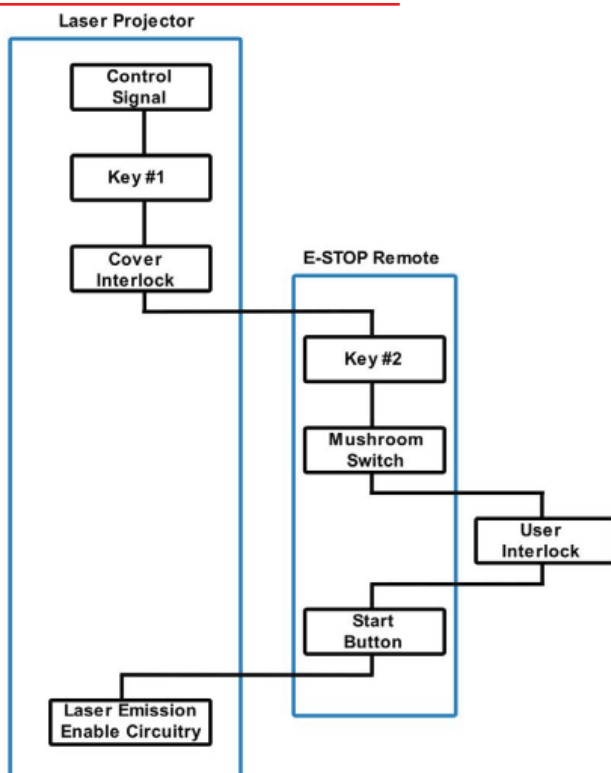 Laser Projector
Control
Signal
Key #1
Cover
Interlock
E-STOP Remote
Key #2
Mushroom
Switch
User
Interlock
Start
Button
Laser Emission
Enable Circuitry